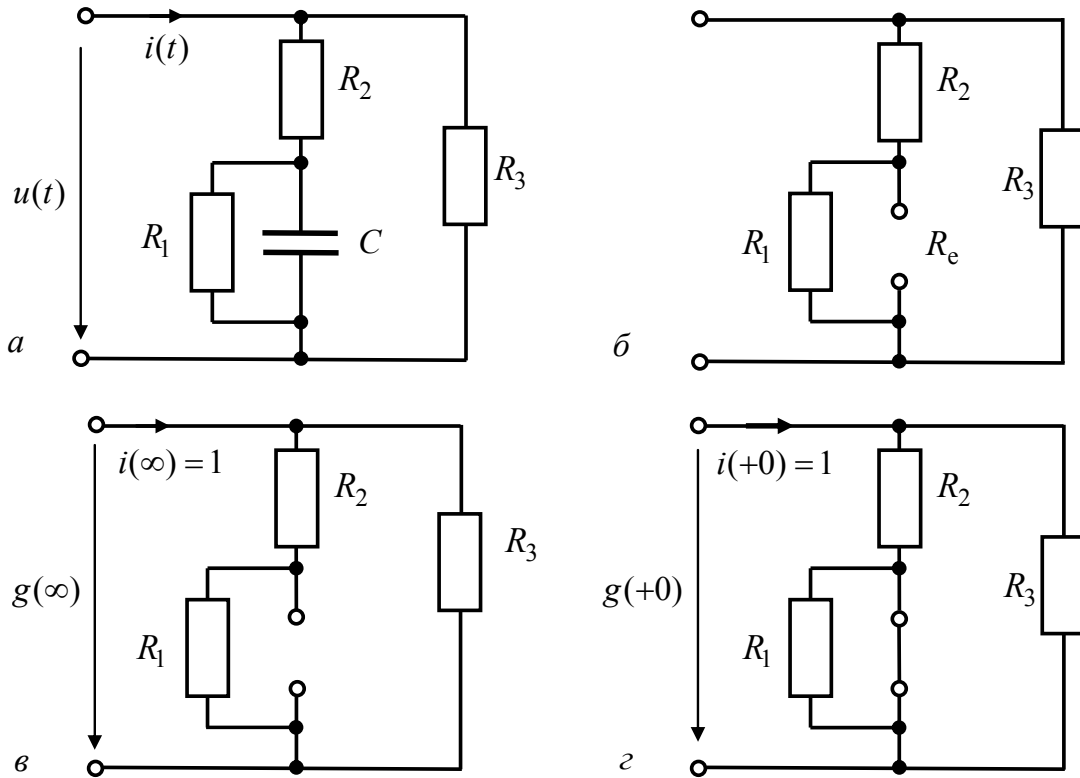 i(t)
R₂
R₃
u(t)
R₁
C
а
R₂
R₃
R₁
Rₑ
б
i(∞) = 1
R₂
R₃
g(∞)
R₁
в
i(+0) = 1
R₂
g(+0)
R₃
R₁
г